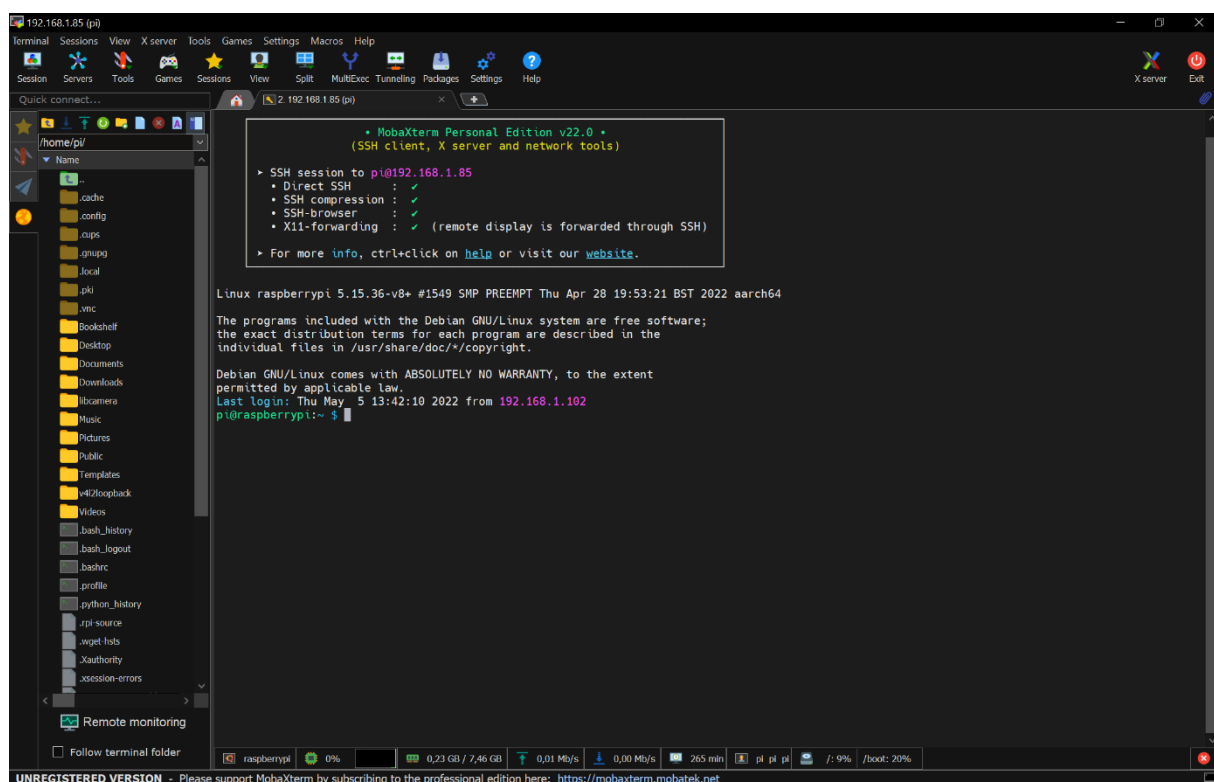 192.168.1.85 (pi)
Terminal Sessions View X server Tools Games Settings Macros Help
Session Servers Tools Games Sessions View Split MultiExec Tunneling Packages Settings Help X server Exit
Quick connect...
2. 192.168.1.85 (pi)
/home/pi/
Name
..
.cache
.config
.cups
.gnupg
.local
.pki
.vnc
Bookshelf
Desktop
Documents
Downloads
libcamera
Music
Pictures
Public
Templates
v4l2loopback
Videos
.bash_history
.bash_logout
.bashrc
.profile
.python_history
.rpi-source
.wget-hsts
.Xauthority
.xsession-errors
Remote monitoring
Follow terminal folder
• MobaXterm Personal Edition v22.0 •
(SSH client, X server and network tools)
➤ SSH session to pi@192.168.1.85
• Direct SSH : ✔
• SSH compression : ✔
• SSH-browser : ✔
• X11-forwarding : ✔ (remote display is forwarded through SSH)
➤ For more info, ctrl+click on help or visit our website.
Linux raspberrypi 5.15.36-v8+ #1549 SMP PREEMPT Thu Apr 28 19:53:21 BST 2022 aarch64
The programs included with the Debian GNU/Linux system are free software;
the exact distribution terms for each program are described in the
individual files in /usr/share/doc/*/copyright.
Debian GNU/Linux comes with ABSOLUTELY NO WARRANTY, to the extent
permitted by applicable law.
Last login: Thu May  5 13:42:10 2022 from 192.168.1.102
pi@raspberrypi:~ $
raspberrypi 0% 0,23 GB / 7,46 GB 0,01 Mb/s 0,00 Mb/s 265 min pi pi pi /: 9% /boot: 20%
UNREGISTERED VERSION - Please support MobaXterm by subscribing to the professional edition here: https://mobaxterm.mobatek.net